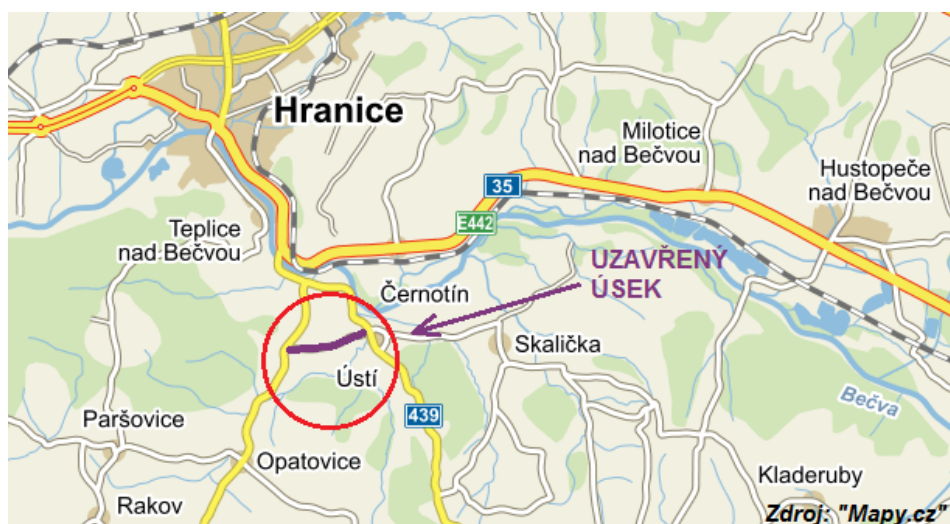 Hranice
Milotice
nad Bečvou
Hustopeče
nad Bečvou
35
E442
Teplice
nad Bečvou
UZAVŘENÝ
ÚSEK
Černotín
Skalička
Ústí
Bečva
439
Paršovice
Opatovice
Kladeruby
Rakov
Zdroj: "Mapy.cz"